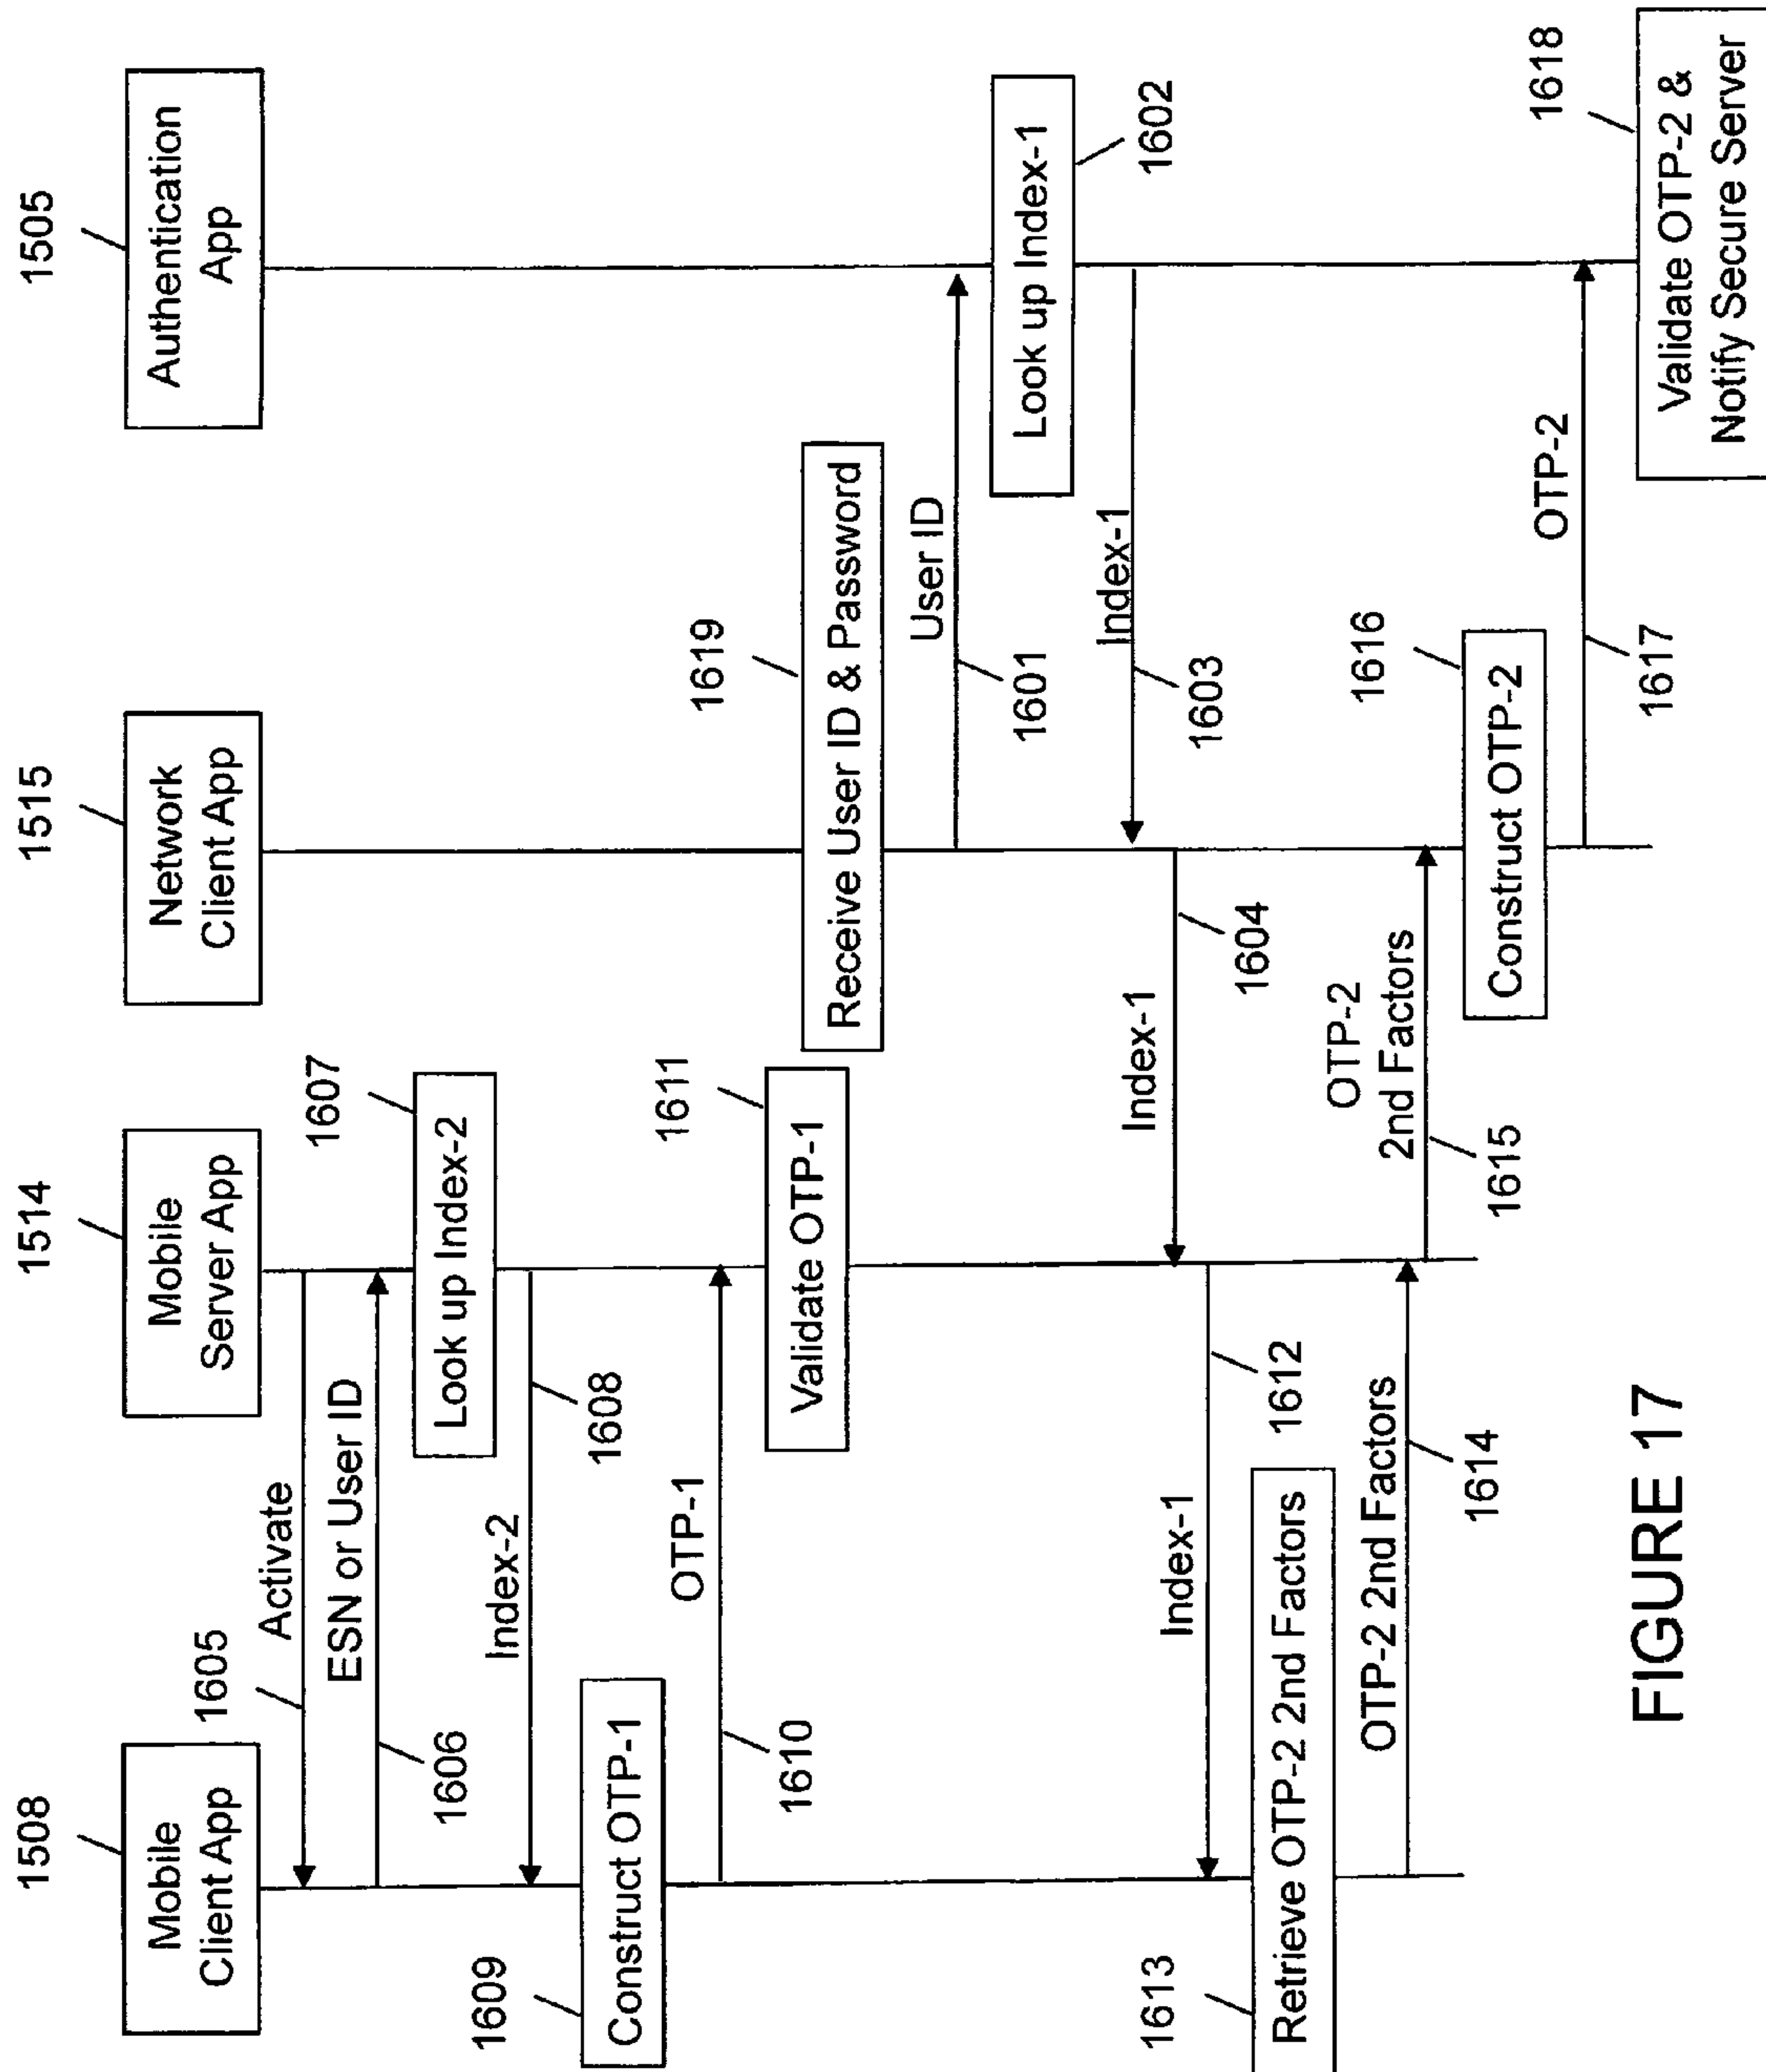 1508
Mobile
Client App
1514
Mobile
Server App
1515
Network
Client App
1505
Authentication
App
1605
Activate
ESN or User ID
1606
1607
Look up Index-2
Index-2
1608
1609
Construct OTP-1
OTP-1
1610
1611
Validate OTP-1
1619
Receive User ID & Password
User ID
1601
Look up Index-1
1602
Index-1
1603
1604
Index-1
Index-1
1612
1613
Retrieve OTP-2 2nd Factors
OTP-2 2nd Factors
1614
OTP-2
2nd Factors
1615
1616
Construct OTP-2
OTP-2
1617
1618
Validate OTP-2 &
Notify Secure Server
FIGURE 17